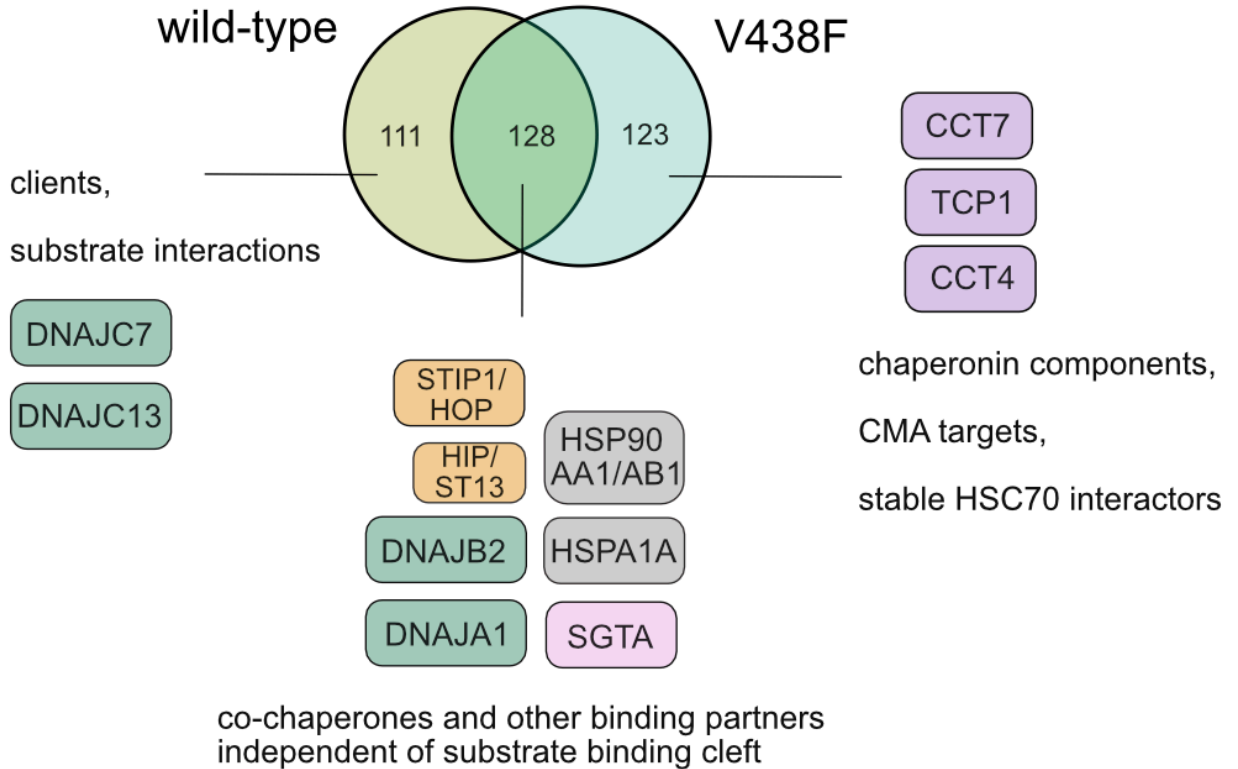 wild-type
V438F
111
128
123
clients,
substrate interactions
DNAJC7
DNAJC13
STIP1/
HOP
HIP/
ST13
DNAJB2
DNAJA1
HSP90
AA1/AB1
HSPA1A
SGTA
co-chaperones and other binding partners
independent of substrate binding cleft
CCT7
TCP1
CCT4
chaperonin components,
CMA targets,
stable HSC70 interactors